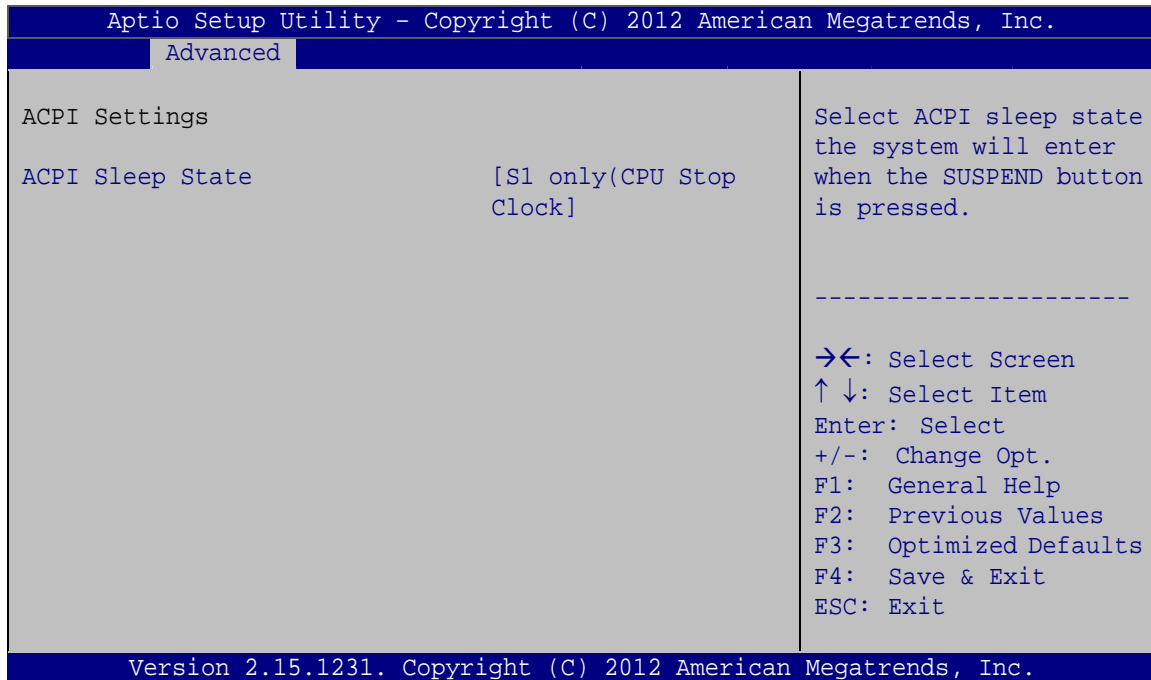 Aptio Setup Utility – Copyright (C) 2012 American Megatrends, Inc.
Advanced
ACPI Settings
ACPI Sleep State
[S1 only(CPU Stop
Clock]
Select ACPI sleep state
the system will enter
when the SUSPEND button
is pressed.
----------------------
→←: Select Screen
↑ ↓: Select Item
Enter: Select
+/-: Change Opt.
F1: General Help
F2: Previous Values
F3: Optimized Defaults
F4: Save & Exit
ESC: Exit
Version 2.15.1231. Copyright (C) 2012 American Megatrends, Inc.